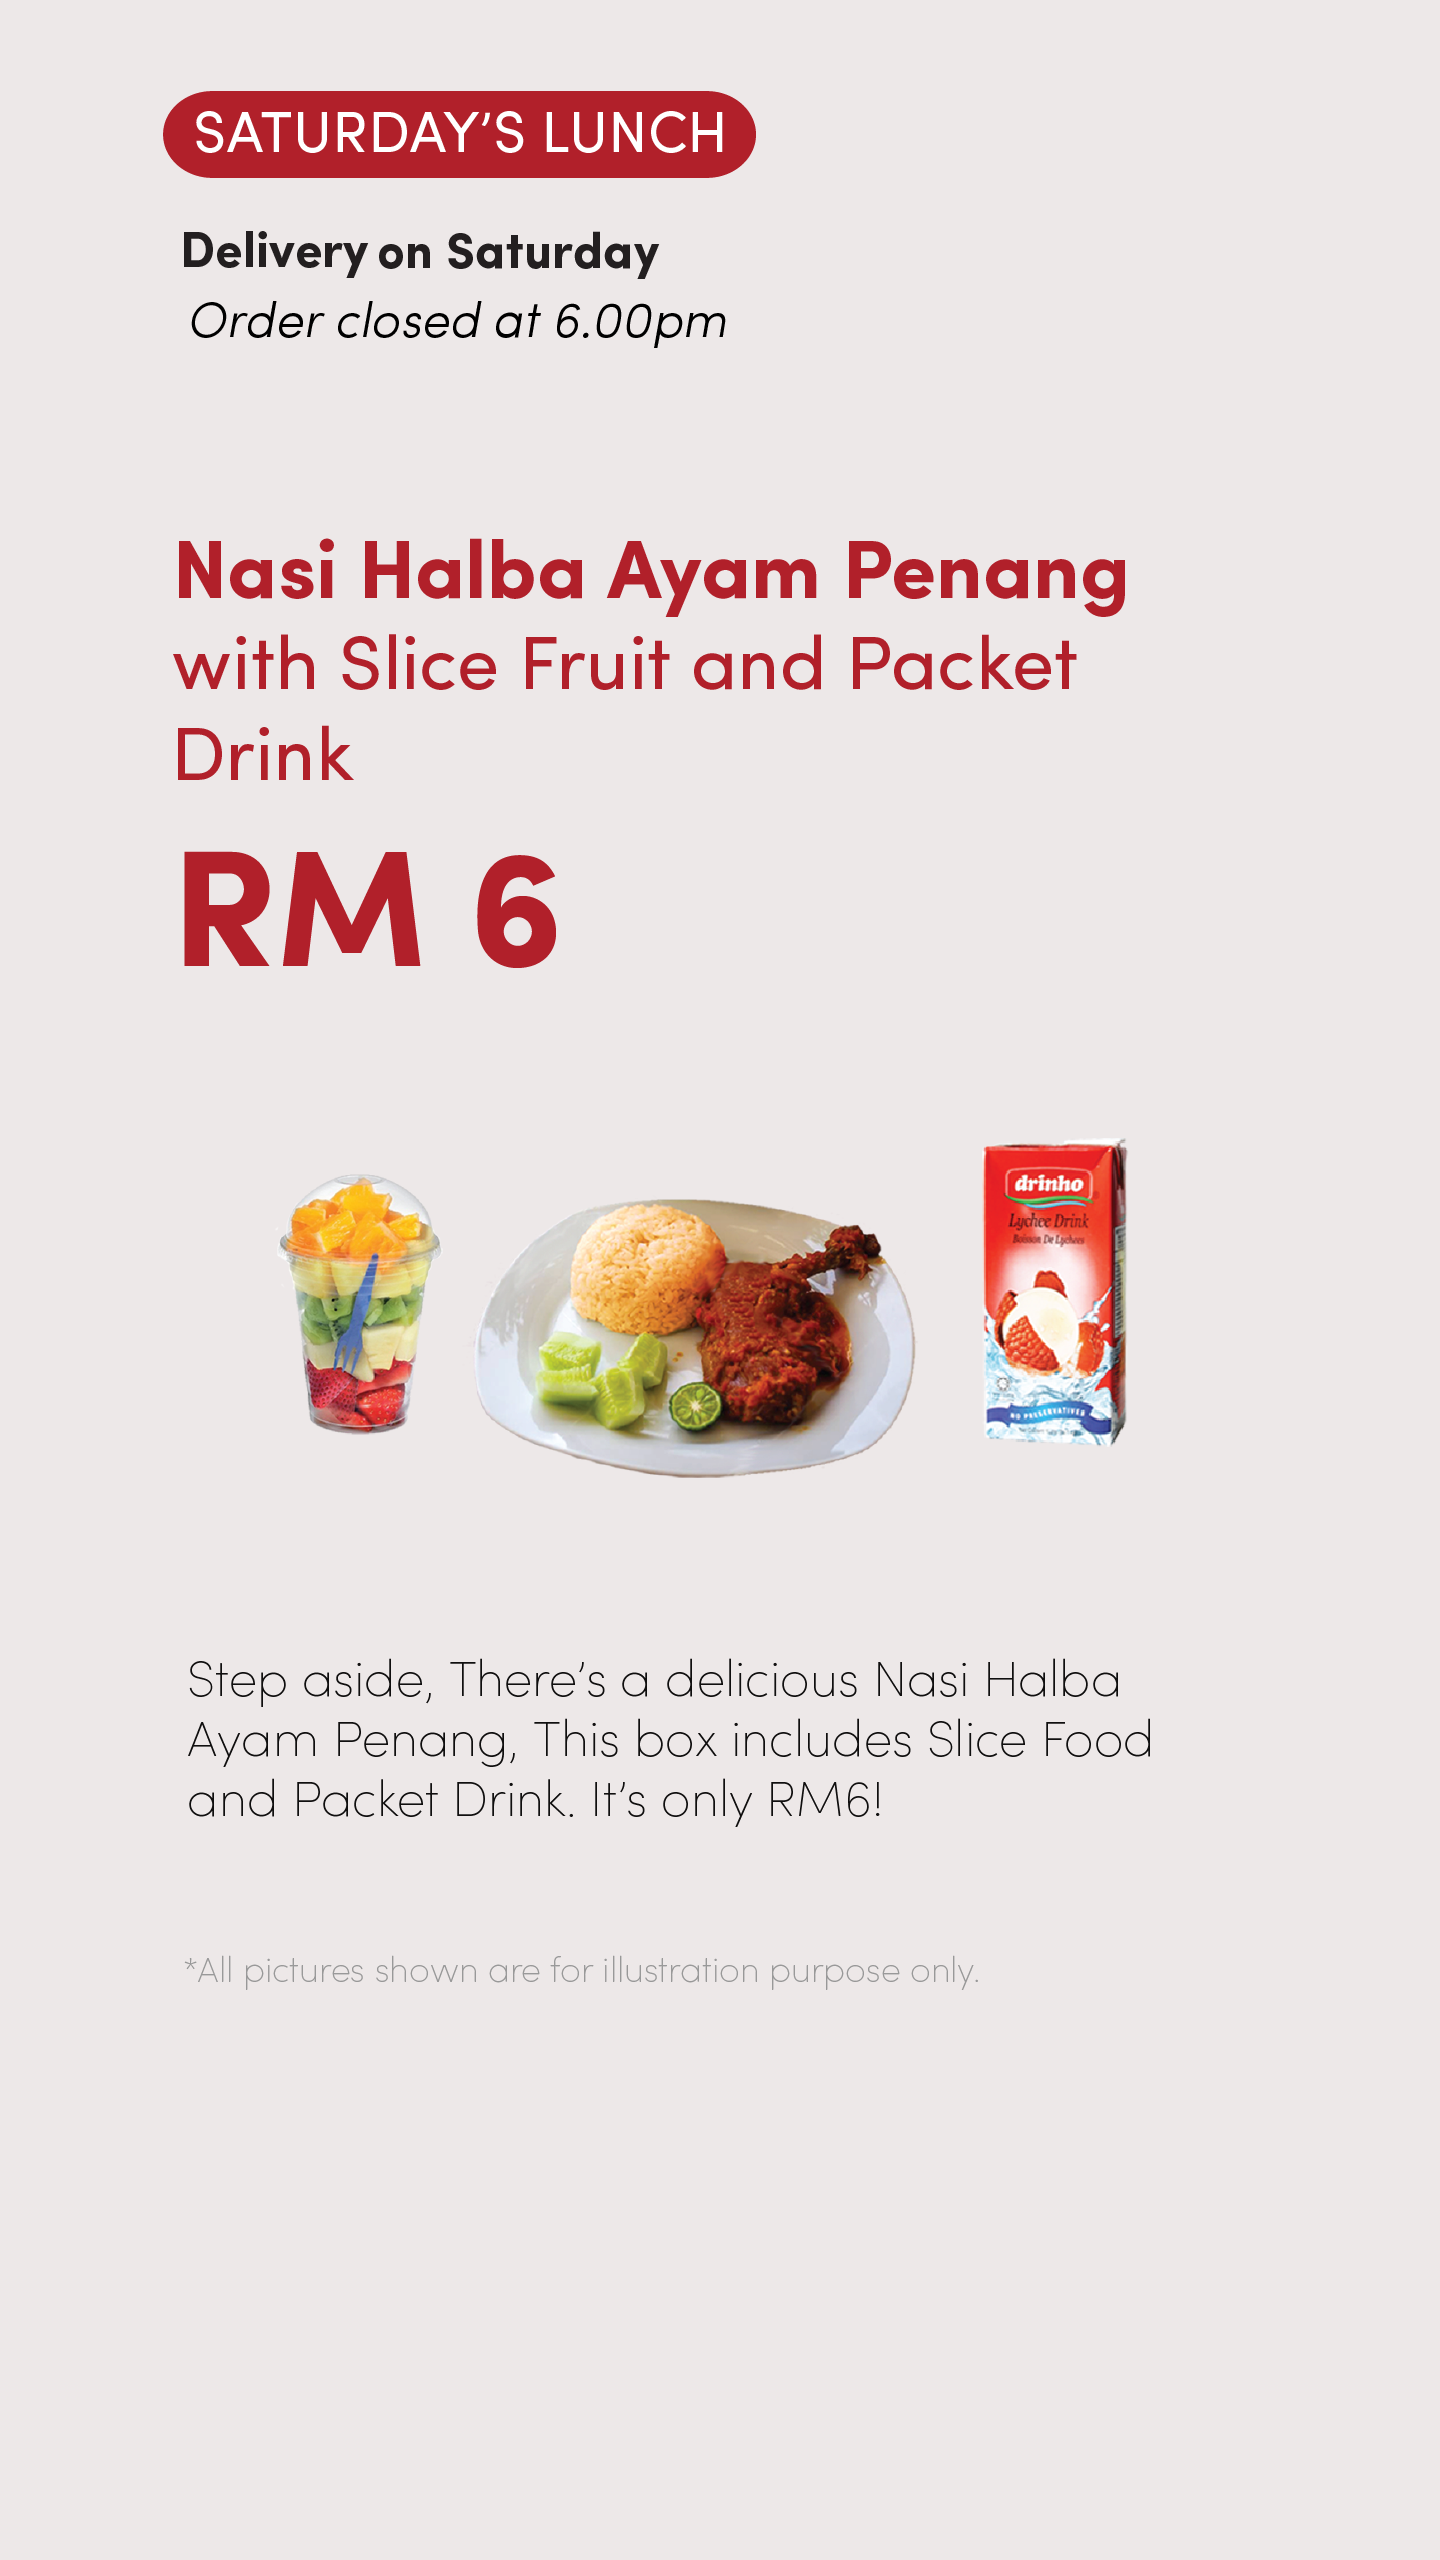 SATURDAY’S LUNCH
Delivery on Saturday
Order closed at 6.00pm
Nasi Halba Ayam Penang
with Slice Fruit and Packet
Drink
RM 6
drinho
Lychee Drink
Boisson De Lychees
NO PRESERVATIVES
Step aside, There’s a delicious Nasi Halba
Ayam Penang, This box includes Slice Food
and Packet Drink. It’s only RM6!
*All pictures shown are for illustration purpose only.